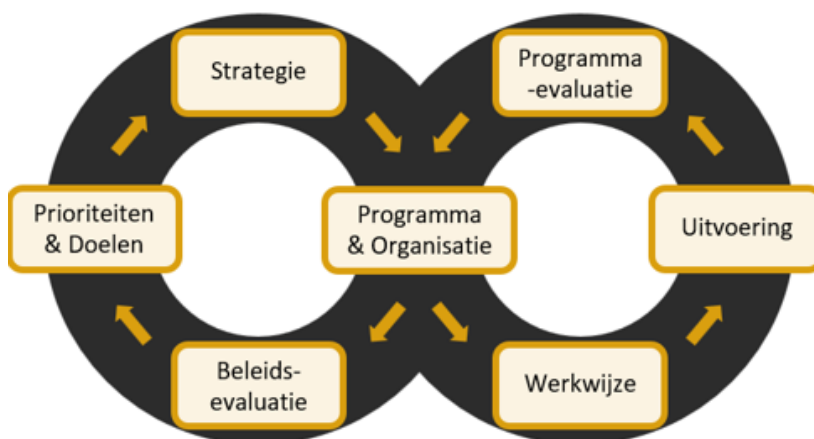 Strategie
Programma
-evaluatie
Prioriteiten
& Doelen
Programma
& Organisatie
Uitvoering
Beleids-
evaluatie
Werkwijze